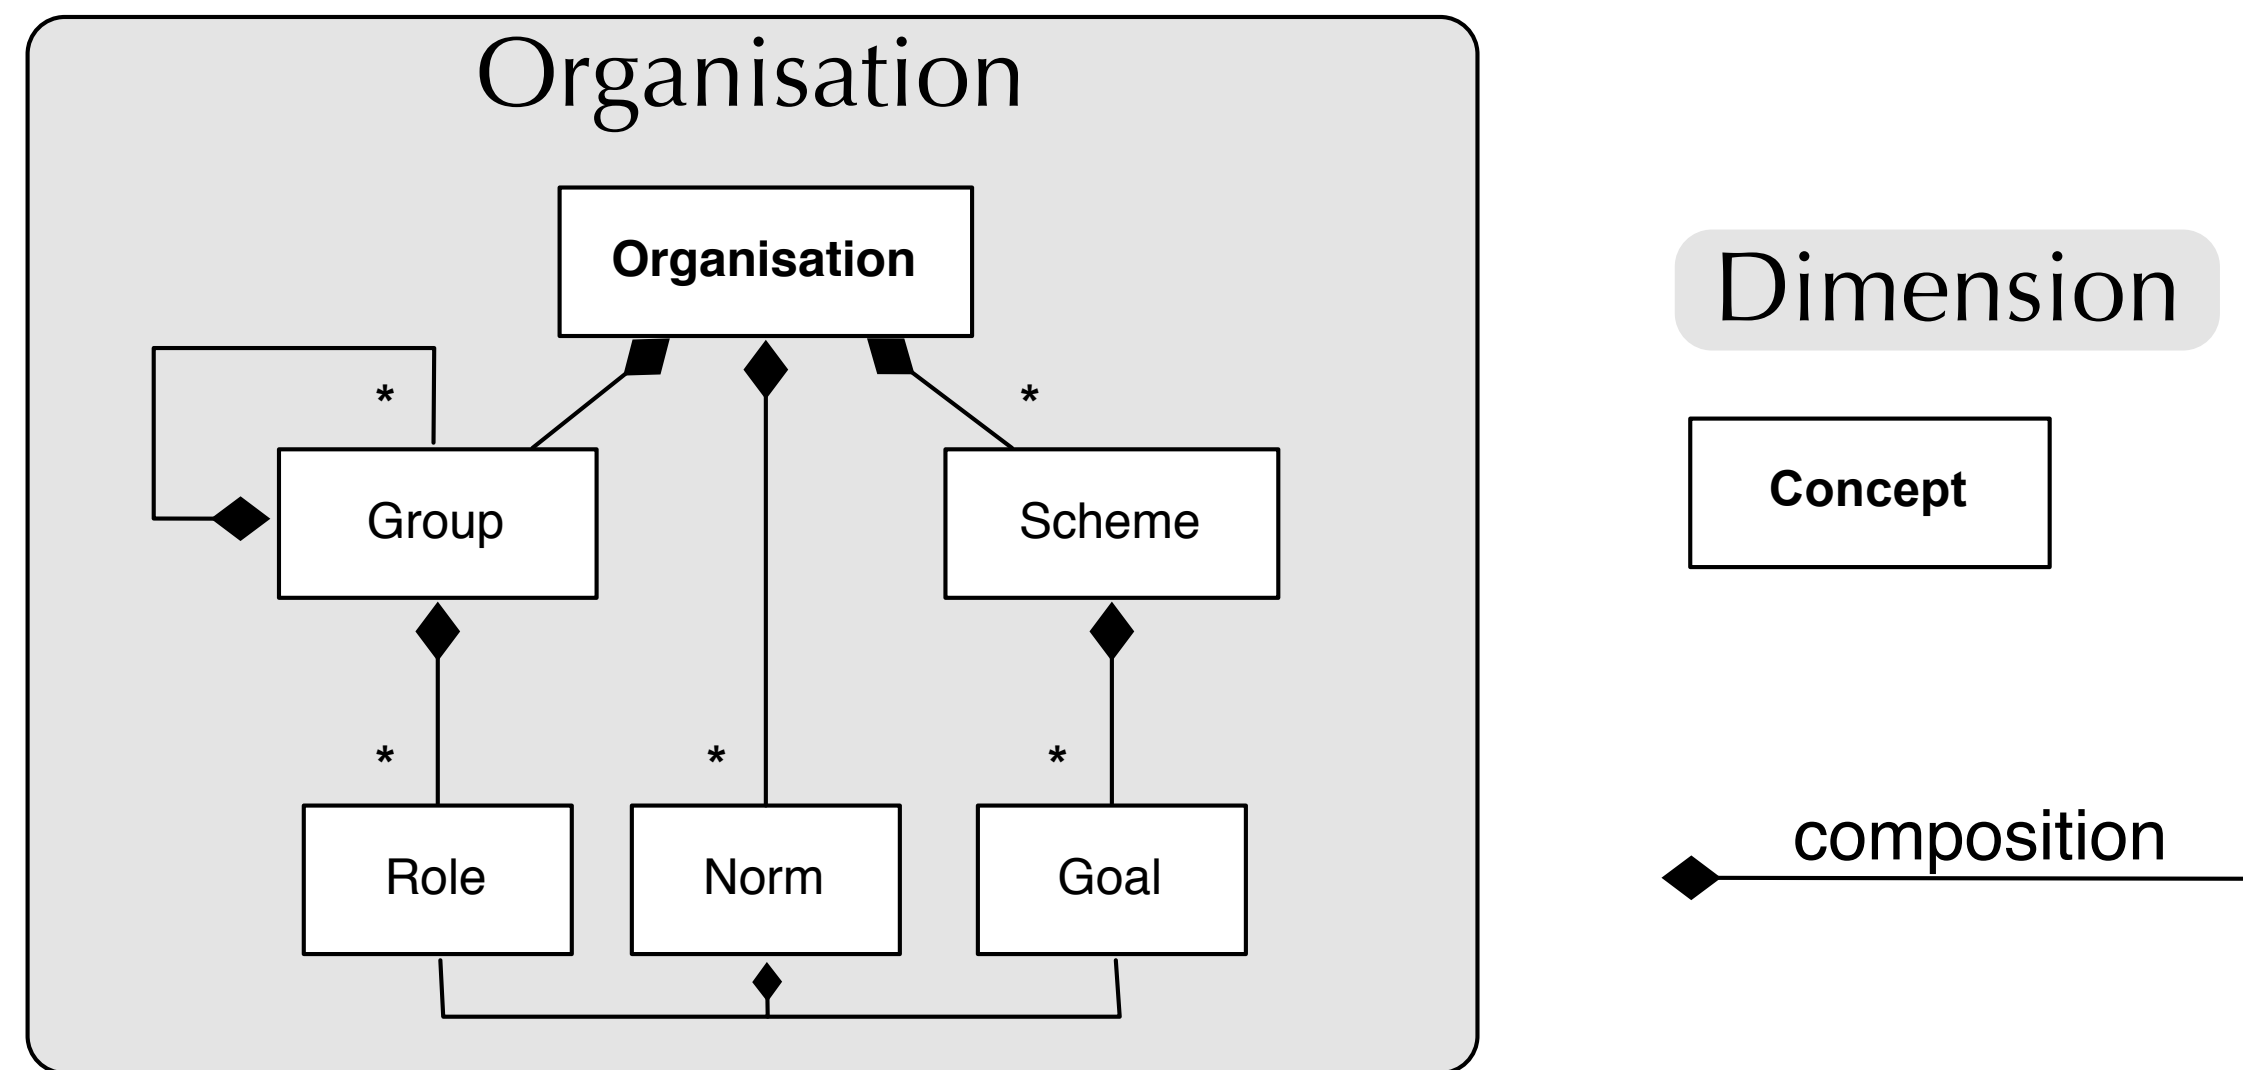 Organisation
Organisation
*
*
Group
Scheme
*
*
*
Role
Norm
Goal
Dimension
Concept
composition